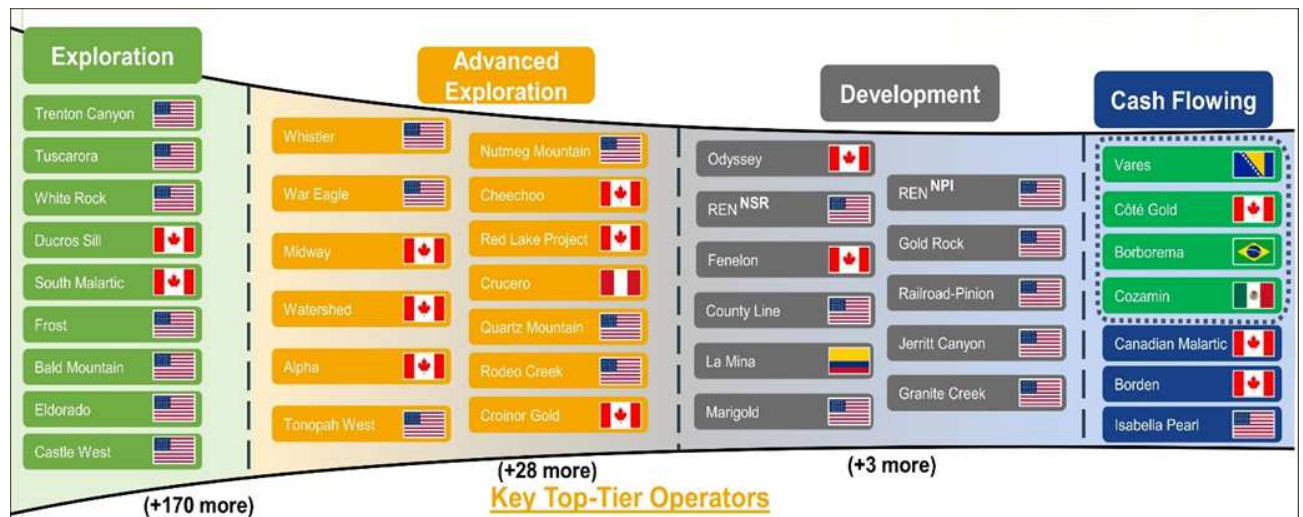 Exploration
Trenton Canyon
Tuscarora
White Rock
Ducros Sill
South Malartic
Frost
Bald Mountain
Eldorado
Castle West
(+170 more)
Advanced
Exploration
Whistler
War Eagle
Midway
Watershed
Alpha
Tonopah West
Nutmeg Mountain
Cheechoo
Red Lake Project
Crucero
Quartz Mountain
Rodeo Creek
Croinor Gold
(+28 more)
Development
Odyssey
REN NSR
Fenelon
County Line
La Mina
Marigold
REN NPI
Gold Rock
Railroad-Pinion
Jerritt Canyon
Granite Creek
(+3 more)
Cash Flowing
Vares
Côté Gold
Borborema
Cozamin
Canadian Malartic
Borden
Isabella Pearl
Key Top-Tier Operators